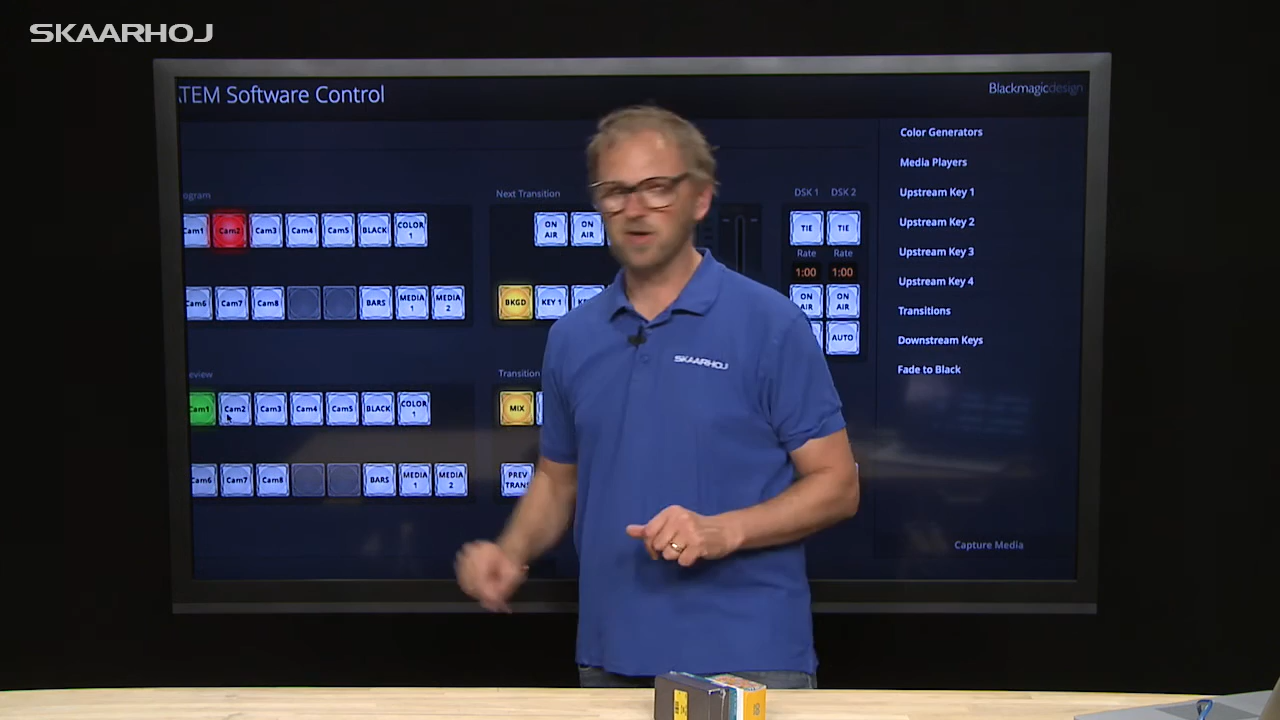 SKAARHOJ
TEM Software Control
Blackmagicdesign
Color Generators
Media Players
Upstream Key 1
Upstream Key 2
Upstream Key 3
Upstream Key 4
Transitions
Downstream Keys
Fade to Black
Capture Media
ogram
Cam1 Cam2 Cam3 Cam4 Cam5 BLACK COLOR 1
Cam6 Cam7 Cam8 BARS MEDIA 1 MEDIA 2
eview
Cam1 Cam2 Cam3 Cam4 Cam5 BLACK COLOR 1
Cam6 Cam7 Cam8 BARS MEDIA 1 MEDIA 2
Next Transition
ON AIR ON AIR
BKGD KEY 1
Transition
MIX
PREV TRANS
DSK 1 DSK 2
TIE TIE
Rate Rate
1:00 1:00
ON AIR ON AIR
AUTO
SKAARHOJ